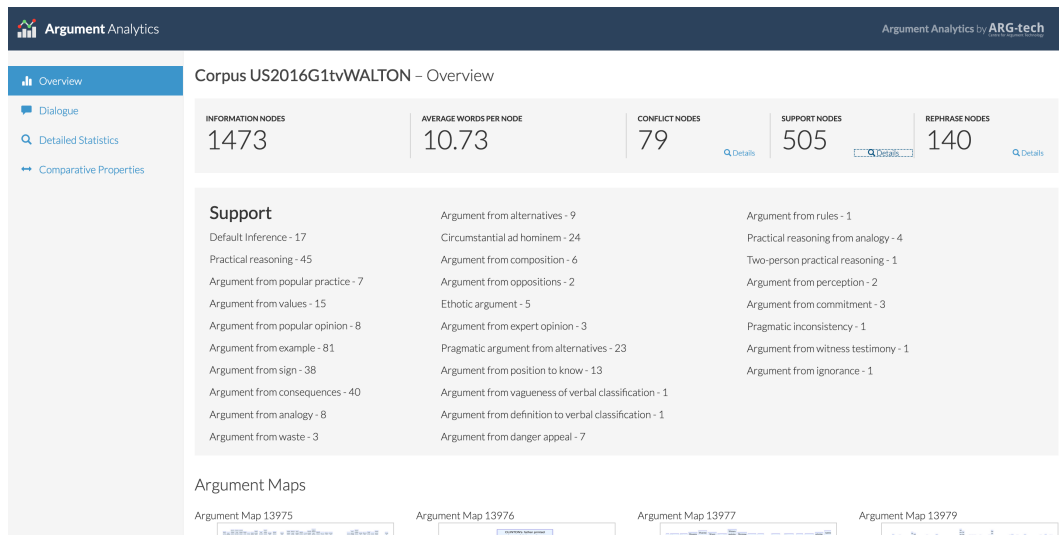 Argument Analytics
Argument Analytics by ARG-tech
Centre for Argument Technology
Overview
Dialogue
Detailed Statistics
Comparative Properties
Corpus US2016G1tvWALTON – Overview
INFORMATION NODES
1473
AVERAGE WORDS PER NODE
10.73
CONFLICT NODES
79
Details
SUPPORT NODES
505
Details
REPHRASE NODES
140
Details
Support
Default Inference - 17
Practical reasoning - 45
Argument from popular practice - 7
Argument from values - 15
Argument from popular opinion - 8
Argument from example - 81
Argument from sign - 38
Argument from consequences - 40
Argument from analogy - 8
Argument from waste - 3
Argument from alternatives - 9
Circumstantial ad hominem - 24
Argument from composition - 6
Argument from oppositions - 2
Ethotic argument - 5
Argument from expert opinion - 3
Pragmatic argument from alternatives - 23
Argument from position to know - 13
Argument from vagueness of verbal classification - 1
Argument from definition to verbal classification - 1
Argument from danger appeal - 7
Argument from rules - 1
Practical reasoning from analogy - 4
Two-person practical reasoning - 1
Argument from perception - 2
Argument from commitment - 3
Pragmatic inconsistency - 1
Argument from witness testimony - 1
Argument from ignorance - 1
Argument Maps
Argument Map 13975
Argument Map 13976
Argument Map 13977
Argument Map 13979